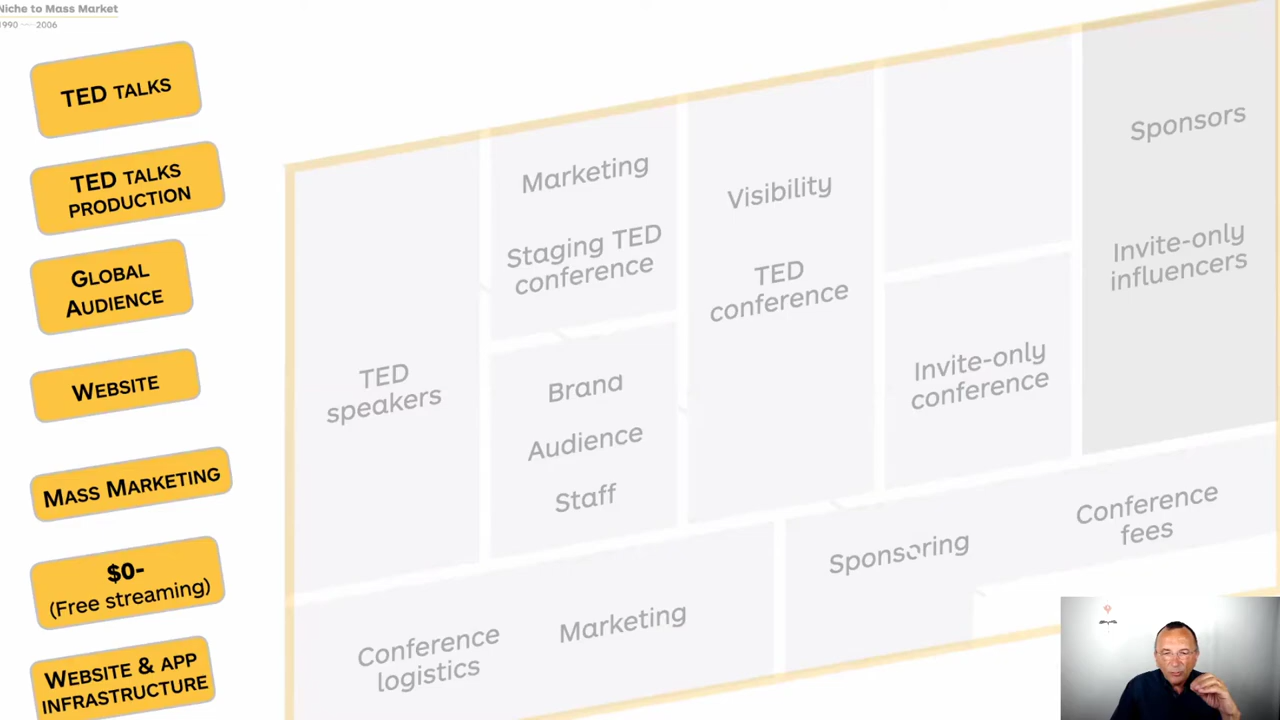 Niche to Mass Market
1990 2006
TED TALKS
TED TALKS
PRODUCTION
GLOBAL
AUDIENCE
WEBSITE
MASS MARKETING
$0-
(Free streaming)
WEBSITE & APP
INFRASTRUCTURE
TED
speakers
Marketing
Staging TED
conference
Brand
Audience
Staff
Visibility
TED
conference
Invite-only
conference
Sponsors
Invite-only
influencers
Conference
logistics
Marketing
Sponsoring
Conference
fees